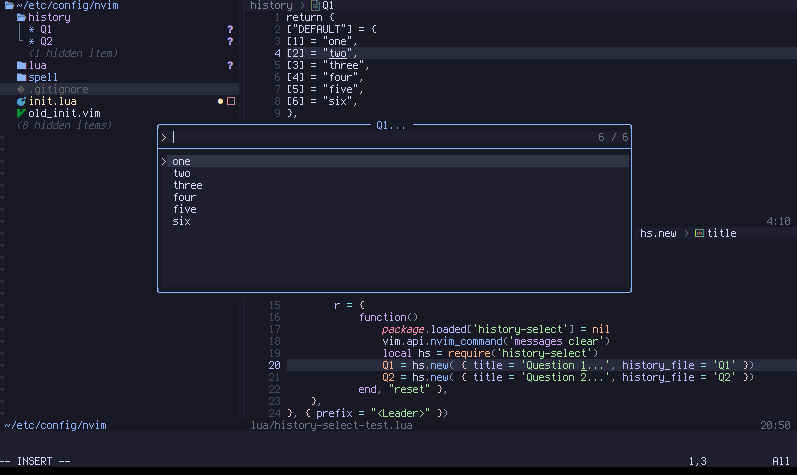 ~/etc/config/nvim
history
* Q1 ?
* Q2 ?
(1 hidden item)
lua ?
spell
.gitignore
init.lua
old_init.vim
(8 hidden items)
history > Q1
1 return {
2 ["DEFAULT"] = {
3 [1] = "one",
4 [2] = "two",
5 [3] = "three",
6 [4] = "four",
7 [5] = "five",
8 [6] = "six",
9 },
Q1...
> 6 / 6
> one
two
three
four
five
six
4:10
hs.new > title
15 r = {
16 function()
17 package.loaded['history-select'] = nil
18 vim.api.nvim_command('messages clear')
19 local hs = require('history-select')
20 Q1 = hs.new( { title = 'Question 1...', history_file = 'Q1' })
21 Q2 = hs.new( { title = 'Question 2...', history_file = 'Q2' })
22 end, "reset" },
23 },
24 }, { prefix = "<Leader>" })
~/etc/config/nvim
lua/history-select-test.lua 20:50
-- INSERT -- 1,3 All